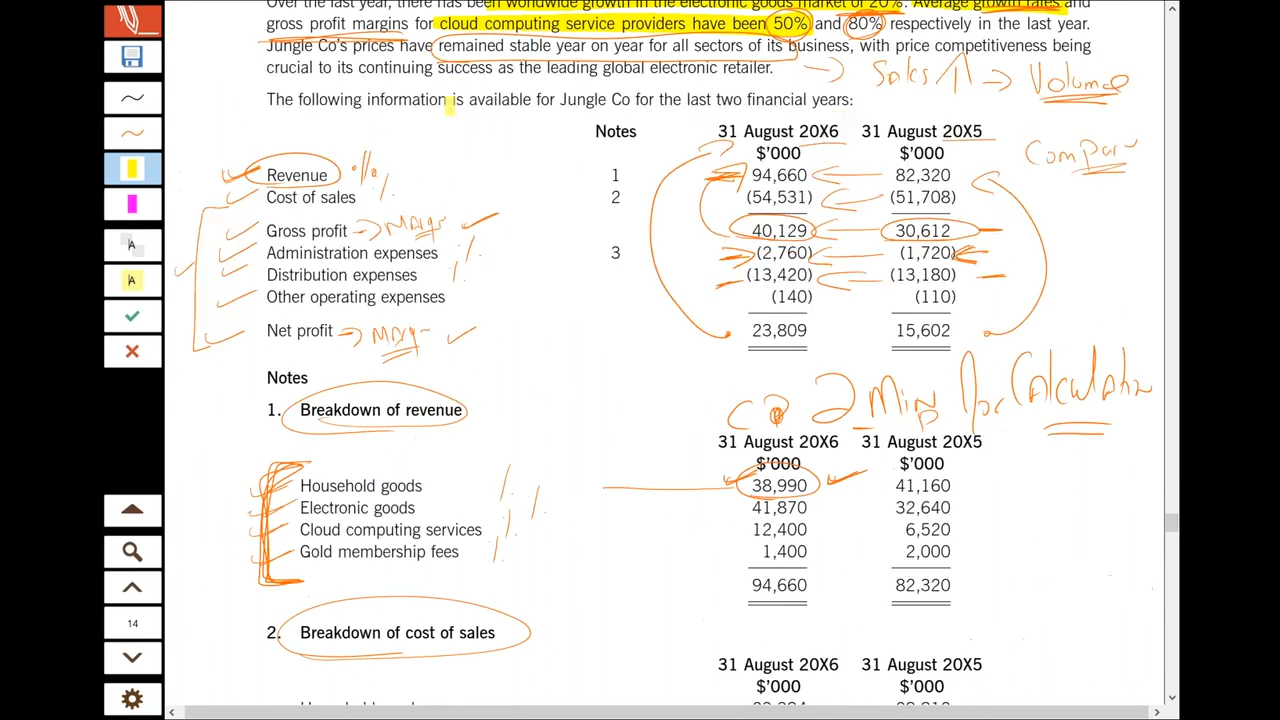 Over the last year, there has been worldwide growth in the electronic goods market of 20%. Average growth rates and
gross profit margins for cloud computing service providers have been 50% and 80% respectively in the last year.
Jungle Co's prices have remained stable year on year for all sectors of its business, with price competitiveness being
crucial to its continuing success as the leading global electronic retailer.
Sales → Volume
The following information is available for Jungle Co for the last two financial years:
Notes 31 August 20X6 31 August 20X5
$'000 $'000
Compare
Revenue % 1 94,660 82,320
Cost of sales % 2 (54,531) (51,708)
Gross profit → Margin 40,129 30,612
Administration expenses 3 (2,760) (1,720)
Distribution expenses (13,420) (13,180)
Other operating expenses (140) (110)
Net profit → Margin 23,809 15,602
Notes
1. Breakdown of revenue
2 Min for Calculation
31 August 20X6 31 August 20X5
$'000 $'000
Household goods 38,990 41,160
Electronic goods 41,870 32,640
Cloud computing services 12,400 6,520
Gold membership fees 1,400 2,000
94,660 82,320
2. Breakdown of cost of sales
31 August 20X6 31 August 20X5
$'000 $'000
14